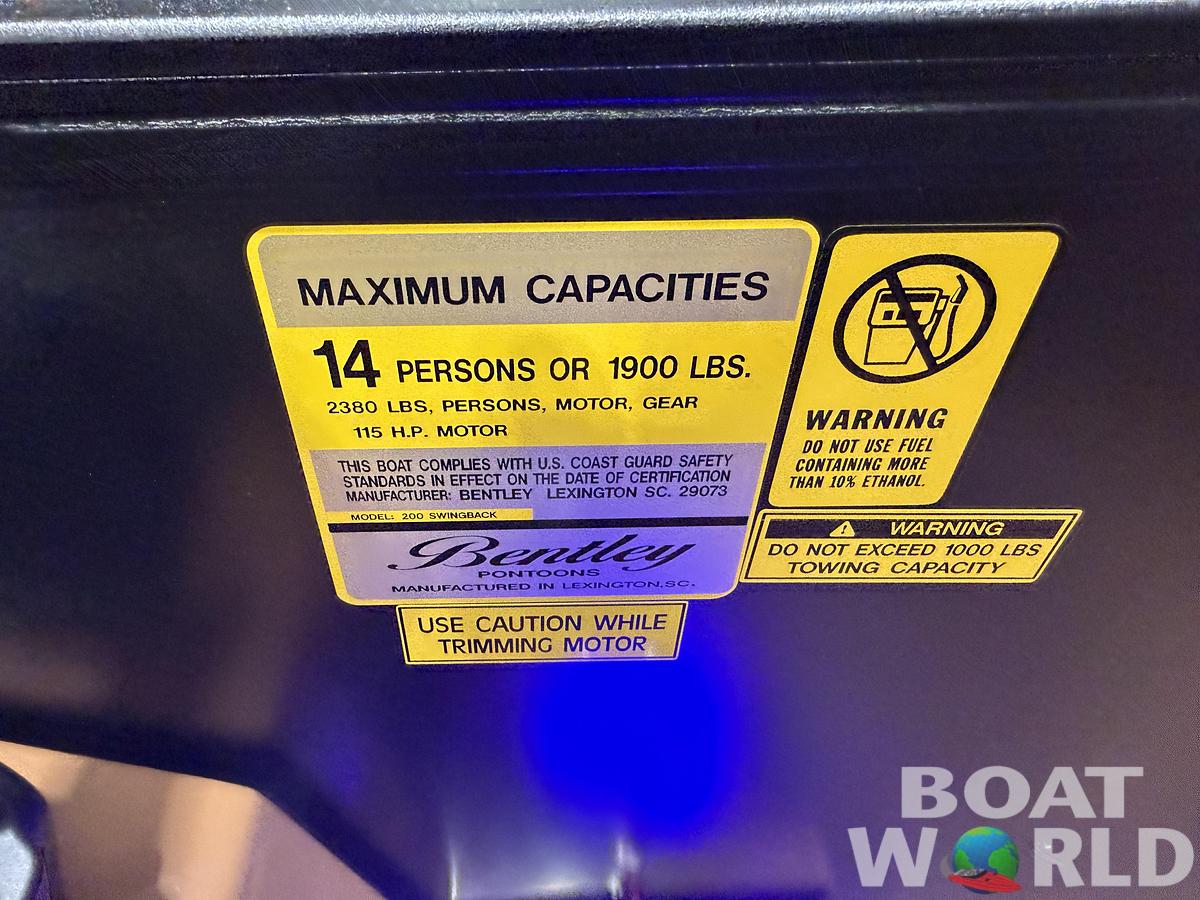 MAXIMUM CAPACITIES
14 PERSONS OR 1900 LBS.
2380 LBS, PERSONS, MOTOR, GEAR
115 H.P. MOTOR
THIS BOAT COMPLIES WITH U.S. COAST GUARD SAFETY
STANDARDS IN EFFECT ON THE DATE OF CERTIFICATION
MANUFACTURER: BENTLEY LEXINGTON SC. 29073
MODEL: 200 SWINGBACK
Bentley
PONTOONS
MANUFACTURED IN LEXINGTON,SC.
USE CAUTION WHILE
TRIMMING MOTOR
WARNING
DO NOT USE FUEL
CONTAINING MORE
THAN 10% ETHANOL.
WARNING
DO NOT EXCEED 1000 LBS
TOWING CAPACITY
BOAT
WORLD